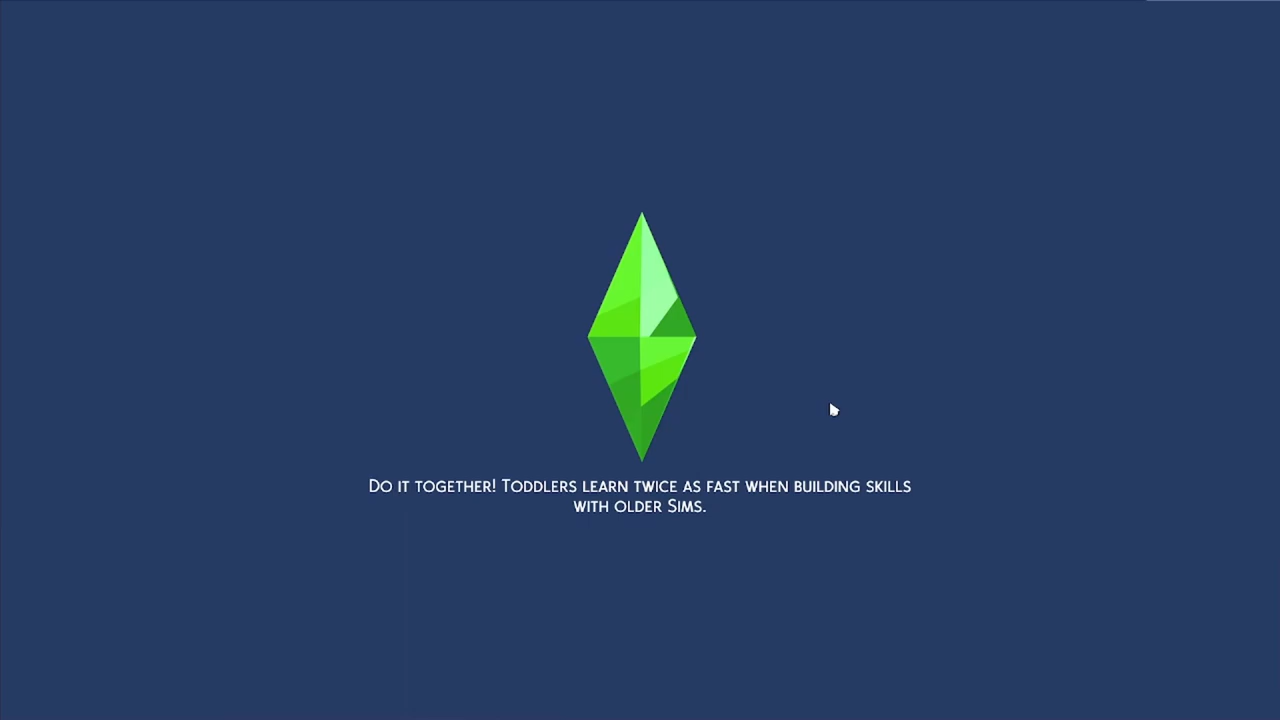 Do it together! Toddlers learn twice as fast when building skills
with older Sims.